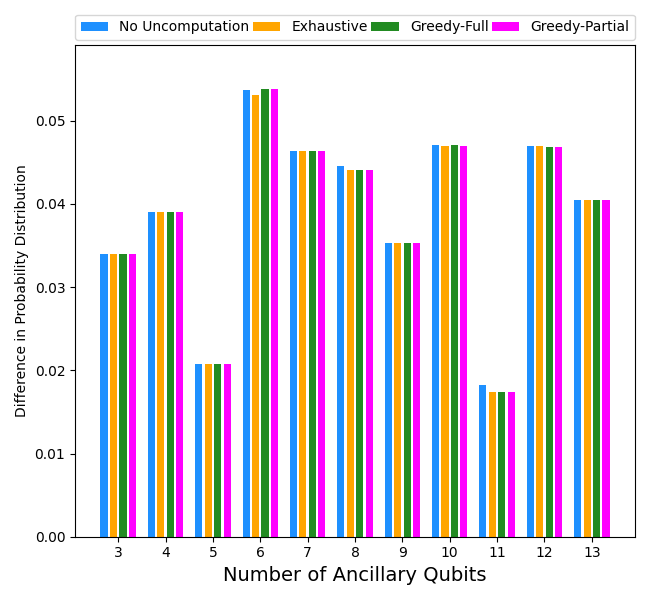 No Uncomputation Exhaustive Greedy-Full Greedy-Partial
Difference in Probability Distribution
0.05
0.04
0.03
0.02
0.01
0.00
3 4 5 6 7 8 9 10 11 12 13
Number of Ancillary Qubits